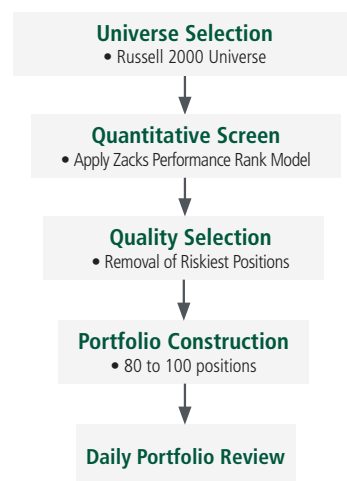 Universe Selection
• Russell 2000 Universe
Quantitative Screen
• Apply Zacks Performance Rank Model
Quality Selection
• Removal of Riskiest Positions
Portfolio Construction
• 80 to 100 positions
Daily Portfolio Review